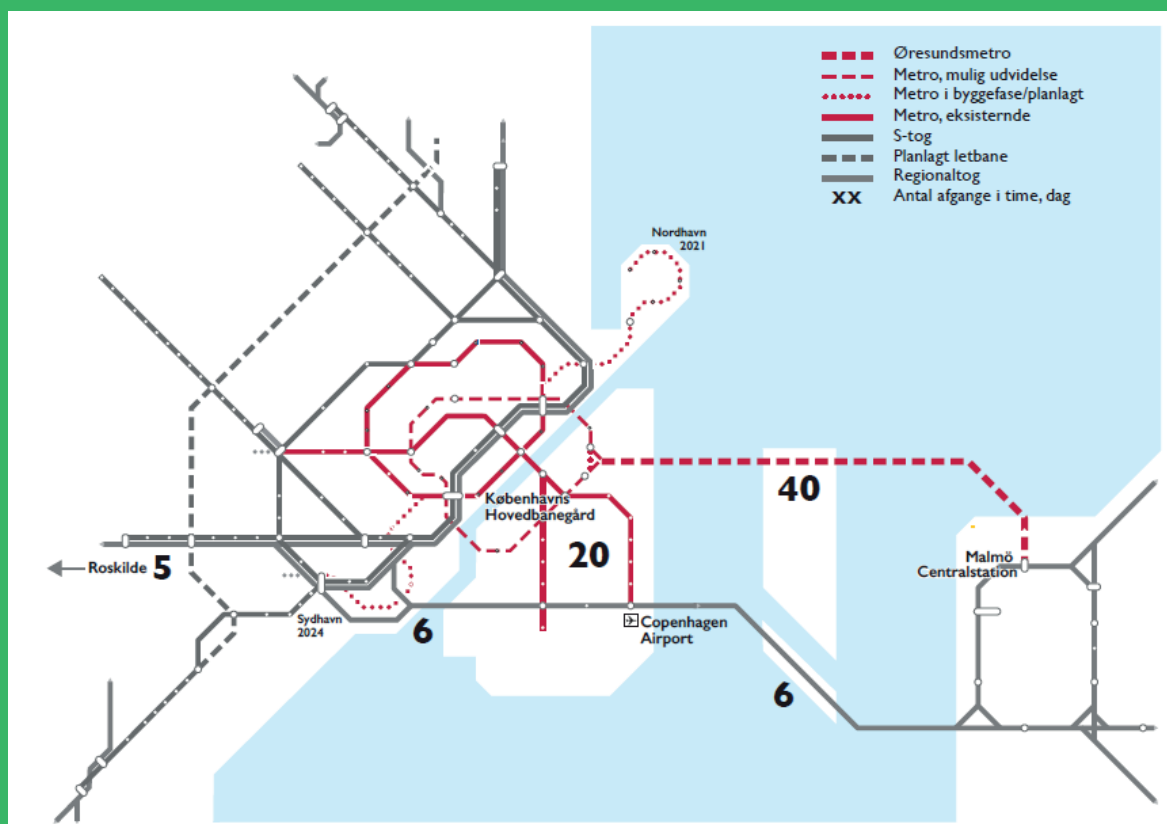 Øresundsmetro
Metro, mulig udvidelse
Metro i byggefase/planlagt
Metro, eksisternde
S-tog
Planlagt letbane
Regionaltog
xx Antal afgange i time, dag
Nordhavn
2021
40
Københavns
Hovedbanegård
20
Malmö
Centralstation
Roskilde 5
Sydhavn
2024
6
Copenhagen
Airport
6